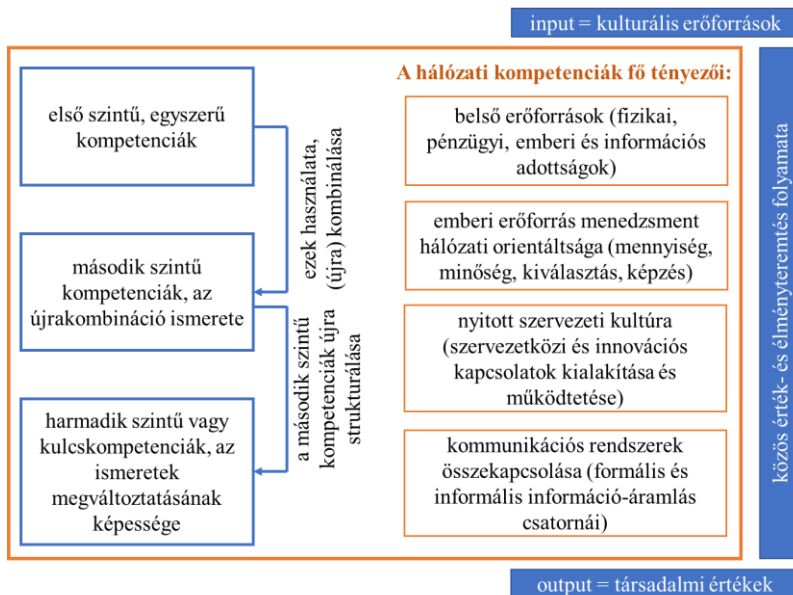 input = kulturális erőforrások
első szintű, egyszerű
kompetenciák
ezek használata,
(újra) kombinálása
második szintű
kompetenciák, az
újrakombináció ismerete
a második szintű
kompetenciák újra
strukturálása
harmadik szintű vagy
kulcskompetenciák, az
ismeretek
megváltoztatásának
képessége
A hálózati kompetenciák fő tényezői:
belső erőforrások (fizikai,
pénzügyi, emberi és információs
adottságok)
emberi erőforrás menedzsment
hálózati orientáltsága (mennyiség,
minőség, kiválasztás, képzés)
nyitott szervezeti kultúra
(szervezetközi és innovációs
kapcsolatok kialakítása és
működtetése)
kommunikációs rendszerek
összekapcsolása (formális és
informális információ-áramlás
csatornái)
közös érték- és élményteremtés folyamata
output = társadalmi értékek